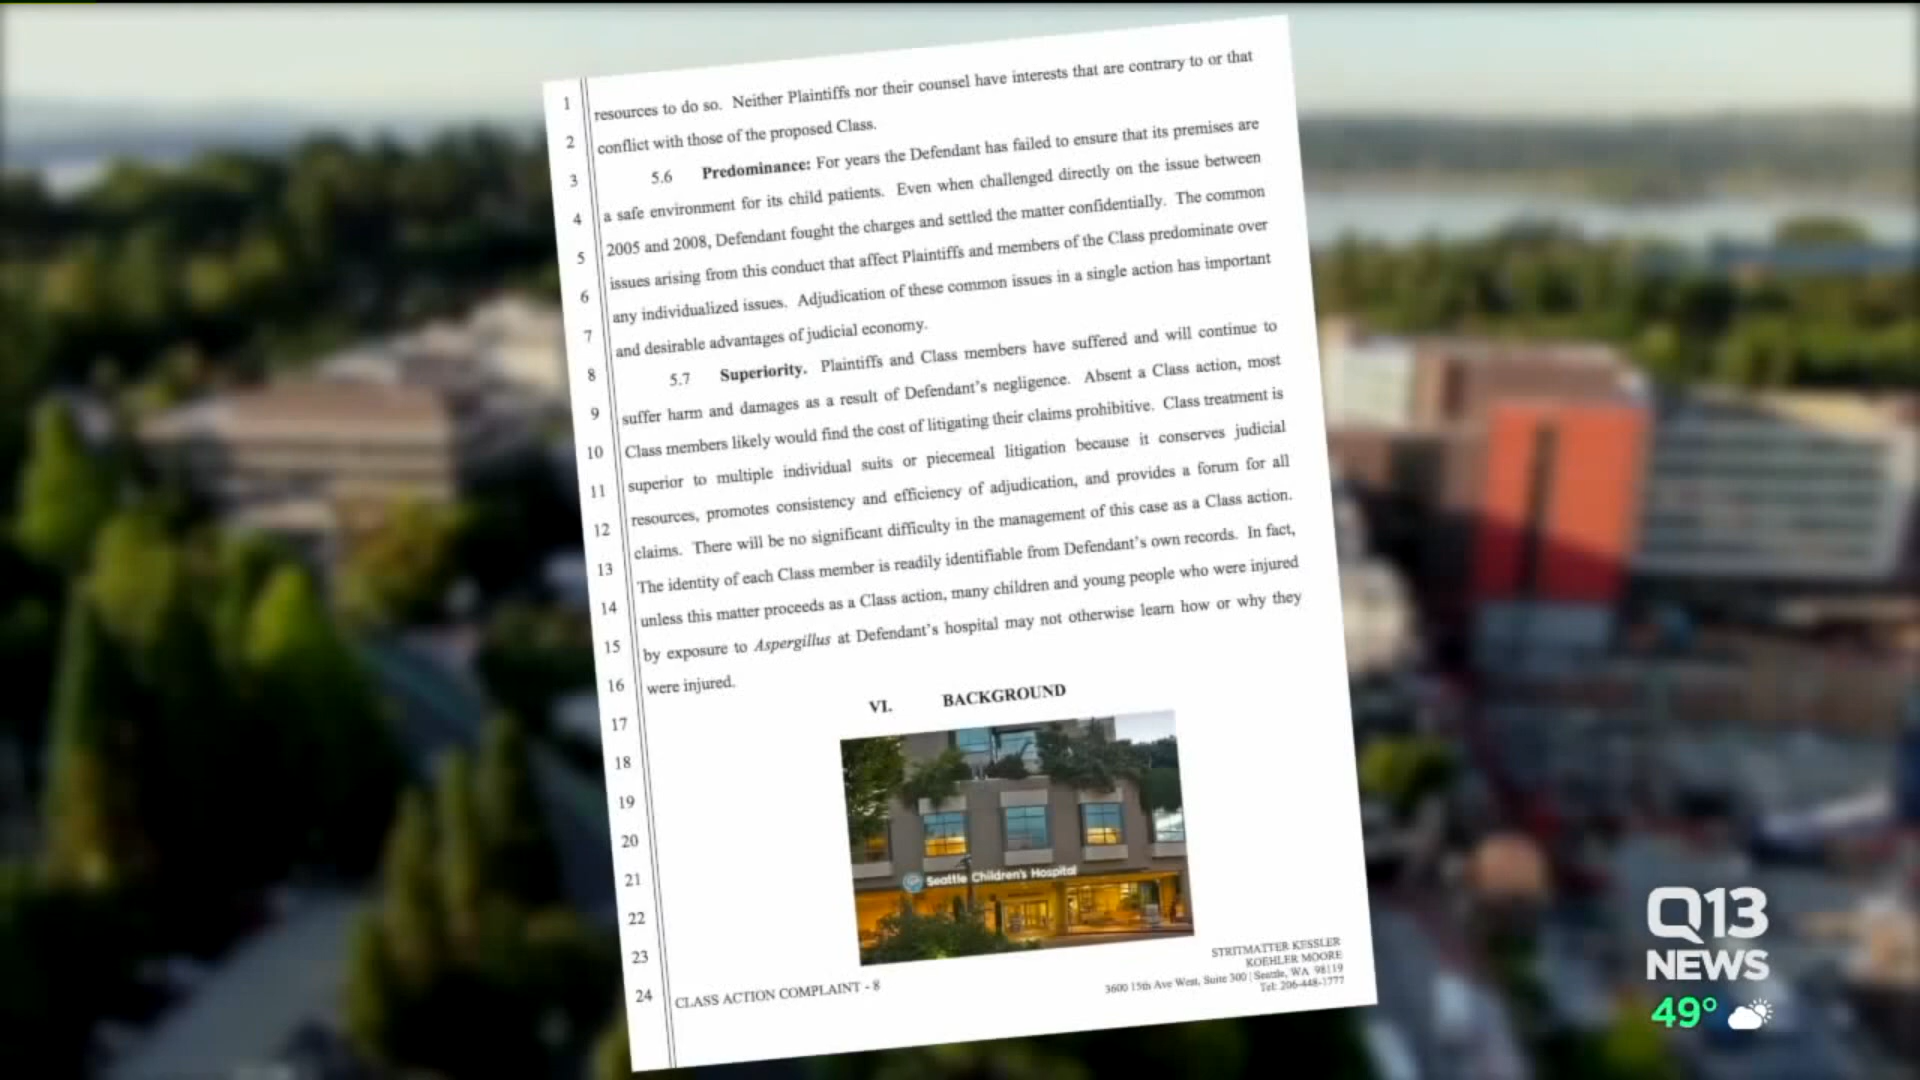 1
resources to do so. Neither Plaintiffs nor their counsel have interests that are contrary to or that
2
conflict with those of the proposed Class.
3
5.6 Predominance: For years the Defendant has failed to ensure that its premises are
4
a safe environment for its child patients. Even when challenged directly on the issue between
5
2005 and 2008, Defendant fought the charges and settled the matter confidentially. The common
6
issues arising from this conduct that affect Plaintiffs and members of the Class predominate over
7
any individualized issues. Adjudication of these common issues in a single action has important
8
and desirable advantages of judicial economy.
9
5.7 Superiority. Plaintiffs and Class members have suffered and will continue to
10
suffer harm and damages as a result of Defendant's negligence. Absent a Class action, most
11
Class members likely would find the cost of litigating their claims prohibitive. Class treatment is
12
superior to multiple individual suits or piecemeal litigation because it conserves judicial
13
resources, promotes consistency and efficiency of adjudication, and provides a forum for all
14
claims. There will be no significant difficulty in the management of this case as a Class action.
15
The identity of each Class member is readily identifiable from Defendant's own records. In fact,
16
unless this matter proceeds as a Class action, many children and young people who were injured
17
by exposure to Aspergillus at Defendant's hospital may not otherwise learn how or why they
18
were injured.
19
VI. BACKGROUND
20
21
Seattle Children's Hospital
22
23
24
CLASS ACTION COMPLAINT - 8
STRITMATTER KESSLER
KOEHLER MOORE
3600 15th Ave West, Suite 300 | Seattle, WA 98119
Tel: 206-448-1777
Q13
NEWS
49°